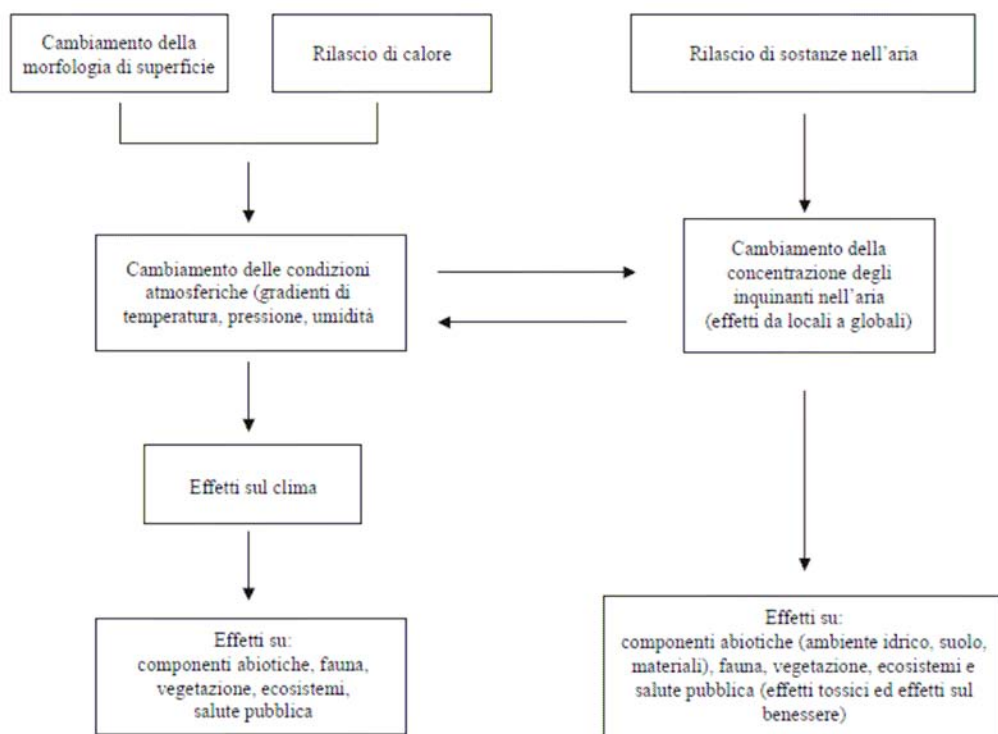 Cambiamento della
morfologia di superficie
Rilascio di calore
Rilascio di sostanze nell'aria
Cambiamento delle condizioni
atmosferiche (gradienti di
temperatura, pressione, umidità
Cambiamento della
concentrazione degli
inquinanti nell'aria
(effetti da locali a globali)
Effetti sul clima
Effetti su:
componenti abiotiche, fauna,
vegetazione, ecosistemi,
salute pubblica
Effetti su:
componenti abiotiche (ambiente idrico, suolo,
materiali), fauna, vegetazione, ecosistemi e
salute pubblica (effetti tossici ed effetti sul
benessere)